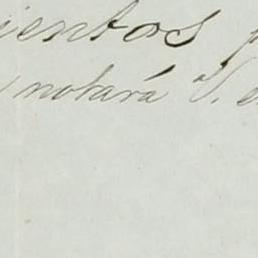 ientos p
notará S. e